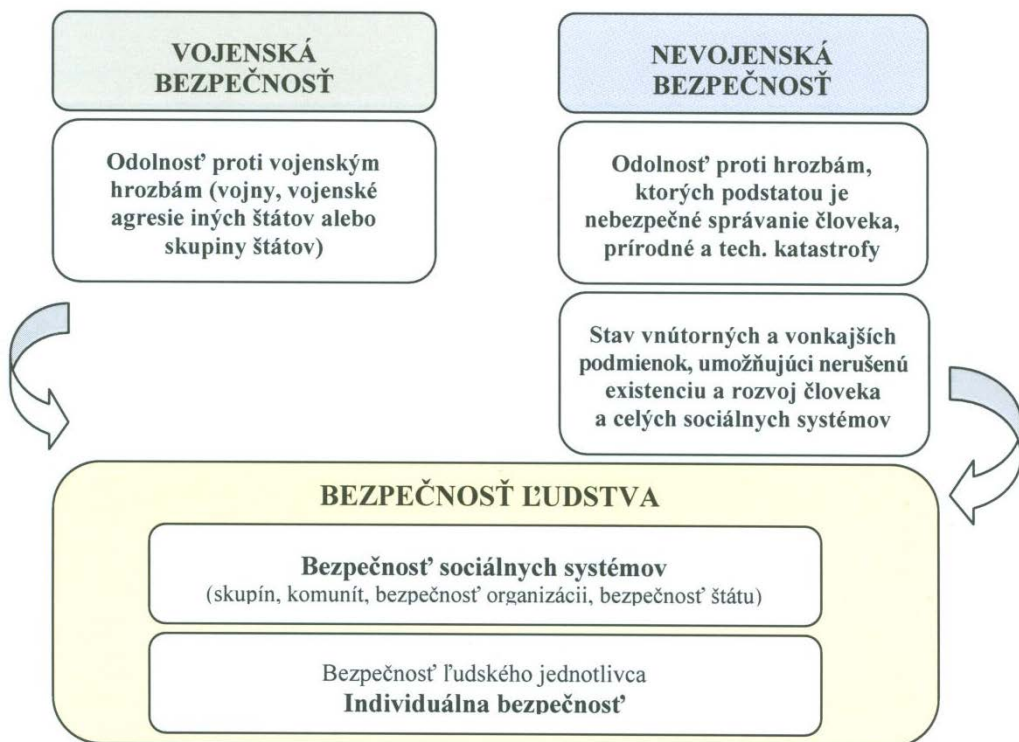 VOJENSKÁ
BEZPEČNOSŤ
Odolnosť proti vojenským
hrozbám (vojny, vojenské
agresie iných štátov alebo
skupiny štátov)
NEVOJENSKÁ
BEZPEČNOSŤ
Odolnosť proti hrozbám,
ktorých podstatou je
nebezpečné správanie človeka,
prírodné a tech. katastrofy
Stav vnútorných a vonkajších
podmienok, umožňujúci nerušenú
existenciu a rozvoj človeka
a celých sociálnych systémov
BEZPEČNOSŤ ĽUDSTVA
Bezpečnosť sociálnych systémov
(skupín, komunít, bezpečnosť organizácii, bezpečnosť štátu)
Bezpečnosť ľudského jednotlivca
Individuálna bezpečnosť